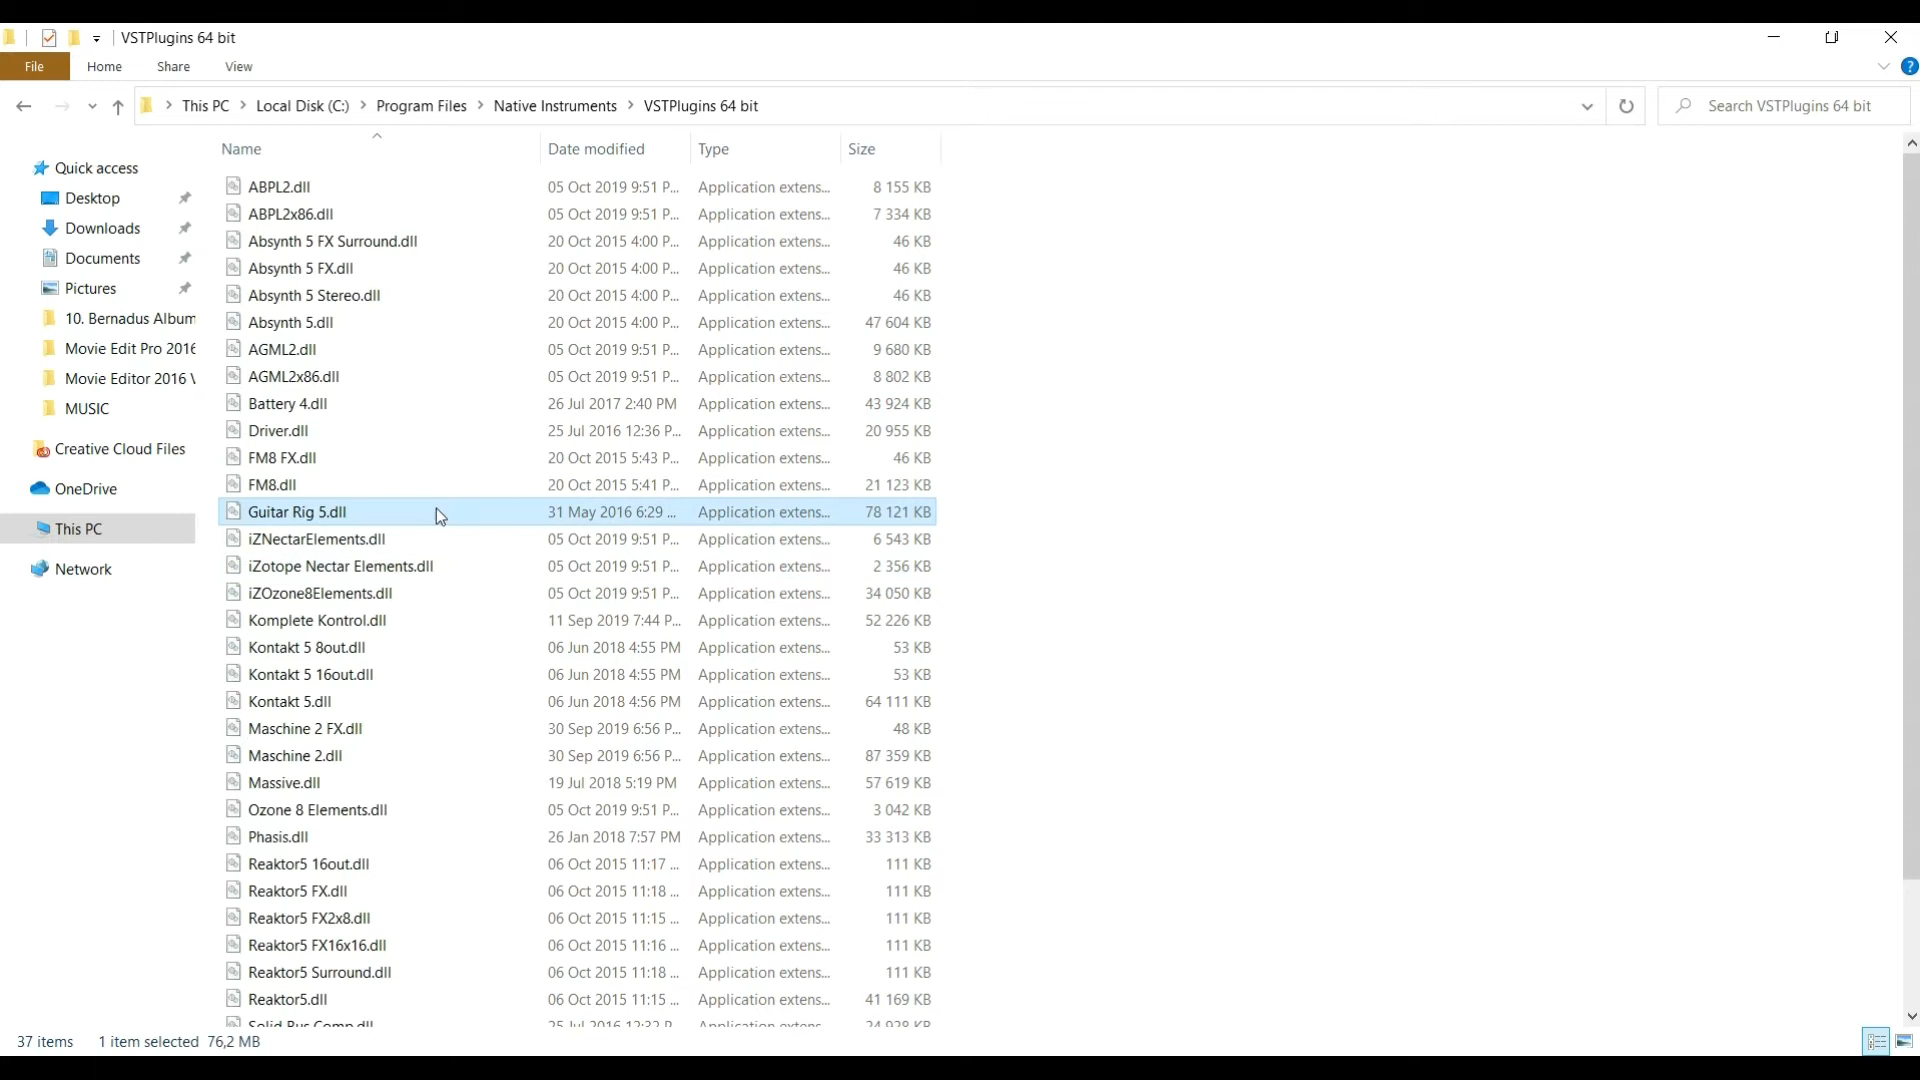 VSTPlugins 64 bit
File Home Share View
This PC Local Disk (C:) Program Files Native Instruments VSTPlugins 64 bit Search VSTPlugins 64 bit
Name Date modified Type Size
Quick access
Desktop
Downloads
Documents
Pictures
10. Bernadus Album
Movie Edit Pro 2016
Movie Editor 2016 V
MUSIC
Creative Cloud Files
OneDrive
This PC
Network
ABPL2.dll 05 Oct 2019 9:51 P... Application extens... 8 155 KB
ABPL2x86.dll 05 Oct 2019 9:51 P... Application extens... 7 334 KB
Absynth 5 FX Surround.dll 20 Oct 2015 4:00 P... Application extens... 46 KB
Absynth 5 FX.dll 20 Oct 2015 4:00 P... Application extens... 46 KB
Absynth 5 Stereo.dll 20 Oct 2015 4:00 P... Application extens... 46 KB
Absynth 5.dll 20 Oct 2015 4:00 P... Application extens... 47 604 KB
AGML2.dll 05 Oct 2019 9:51 P... Application extens... 9 680 KB
AGML2x86.dll 05 Oct 2019 9:51 P... Application extens... 8 802 KB
Battery 4.dll 26 Jul 2017 2:40 PM Application extens... 43 924 KB
Driver.dll 25 Jul 2016 12:36 P... Application extens... 20 955 KB
FM8 FX.dll 20 Oct 2015 5:43 P... Application extens... 46 KB
FM8.dll 20 Oct 2015 5:41 P... Application extens... 21 123 KB
Guitar Rig 5.dll 31 May 2016 6:29 ... Application extens... 78 121 KB
iZNectarElements.dll 05 Oct 2019 9:51 P... Application extens... 6 543 KB
iZotope Nectar Elements.dll 05 Oct 2019 9:51 P... Application extens... 2 356 KB
iZOzone8Elements.dll 05 Oct 2019 9:51 P... Application extens... 34 050 KB
Komplete Kontrol.dll 11 Sep 2019 7:44 P... Application extens... 52 226 KB
Kontakt 5 8out.dll 06 Jun 2018 4:55 PM Application extens... 53 KB
Kontakt 5 16out.dll 06 Jun 2018 4:55 PM Application extens... 53 KB
Kontakt 5.dll 06 Jun 2018 4:56 PM Application extens... 64 111 KB
Maschine 2 FX.dll 30 Sep 2019 6:56 P... Application extens... 48 KB
Maschine 2.dll 30 Sep 2019 6:56 P... Application extens... 87 359 KB
Massive.dll 19 Jul 2018 5:19 PM Application extens... 57 619 KB
Ozone 8 Elements.dll 05 Oct 2019 9:51 P... Application extens... 3 042 KB
Phasis.dll 26 Jan 2018 7:57 PM Application extens... 33 313 KB
Reaktor5 16out.dll 06 Oct 2015 11:17 ... Application extens... 111 KB
Reaktor5 FX.dll 06 Oct 2015 11:18 ... Application extens... 111 KB
Reaktor5 FX2x8.dll 06 Oct 2015 11:15 ... Application extens... 111 KB
Reaktor5 FX16x16.dll 06 Oct 2015 11:16 ... Application extens... 111 KB
Reaktor5 Surround.dll 06 Oct 2015 11:18 ... Application extens... 111 KB
Reaktor5.dll 06 Oct 2015 11:15 ... Application extens... 41 169 KB
Solid Bus Comp.dll 25 Jul 2016 12:32 P... Application extens... 24 928 KB
37 items 1 item selected 76,2 MB